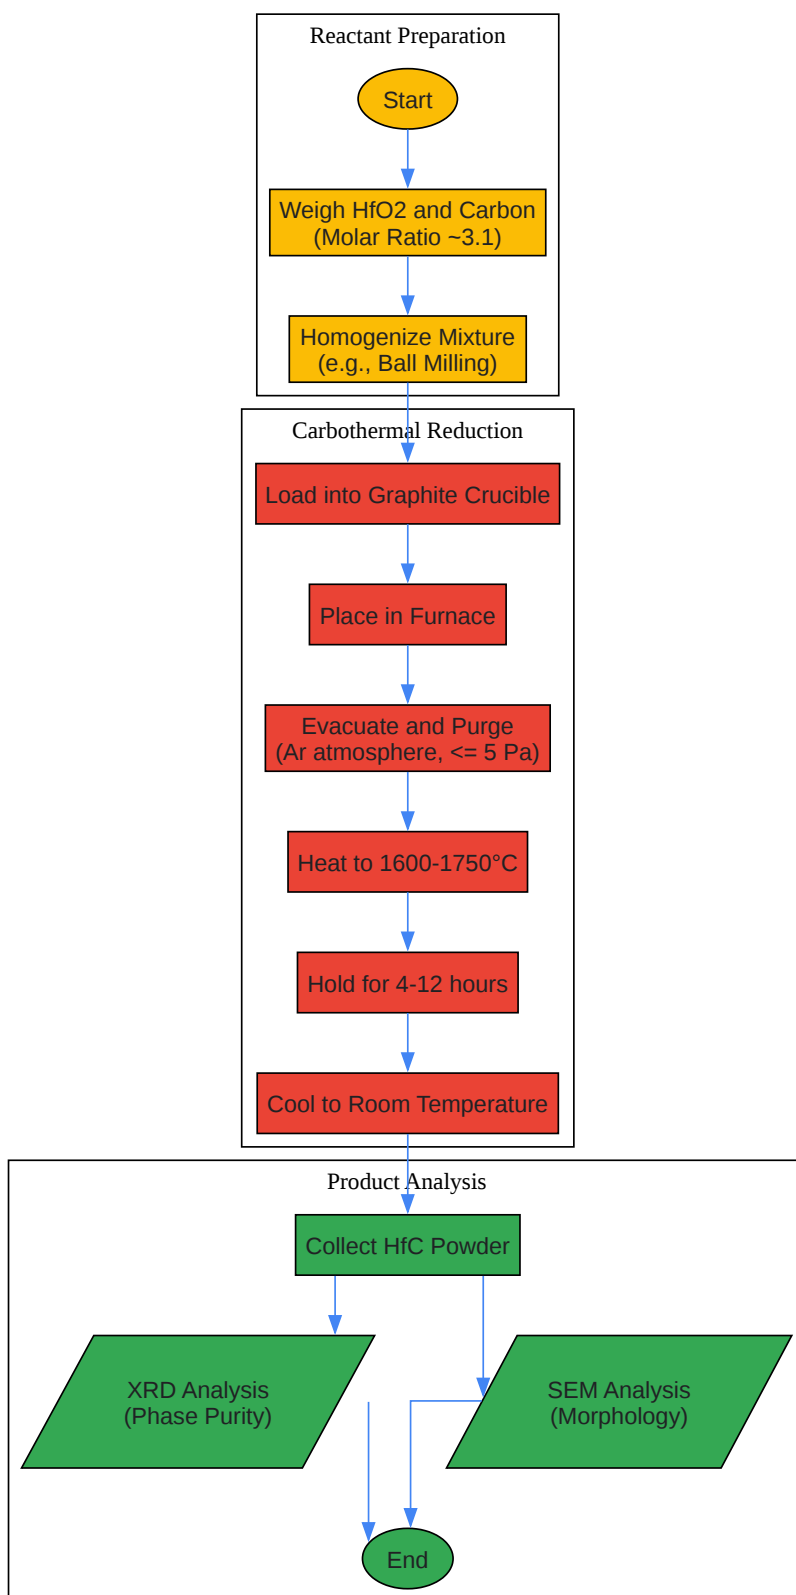 Reactant Preparation
Start
Weigh HfO2 and Carbon
(Molar Ratio ~3.1)
Homogenize Mixture
(e.g., Ball Milling)
Carbothermal Reduction
Load into Graphite Crucible
Place in Furnace
Evacuate and Purge
(Ar atmosphere, <= 5 Pa)
Heat to 1600-1750°C
Hold for 4-12 hours
Cool to Room Temperature
Product Analysis
Collect HfC Powder
XRD Analysis
(Phase Purity)
SEM Analysis
(Morphology)
End